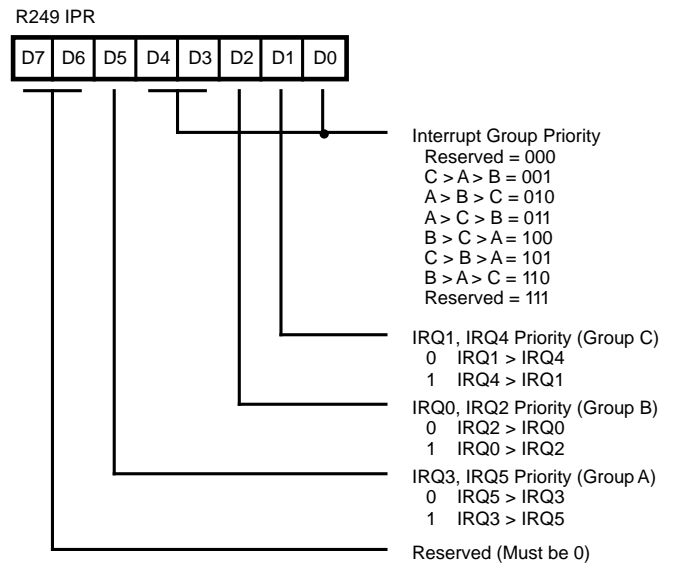 R249 IPR
D7 D6 D5 D4 D3 D2 D1 D0
Interrupt Group Priority
Reserved = 000
C > A > B = 001
A > B > C = 010
A > C > B = 011
B > C > A = 100
C > B > A = 101
B > A > C = 110
Reserved = 111
IRQ1, IRQ4 Priority (Group C)
0 IRQ1 > IRQ4
1 IRQ4 > IRQ1
IRQ0, IRQ2 Priority (Group B)
0 IRQ2 > IRQ0
1 IRQ0 > IRQ2
IRQ3, IRQ5 Priority (Group A)
0 IRQ5 > IRQ3
1 IRQ3 > IRQ5
Reserved (Must be 0)